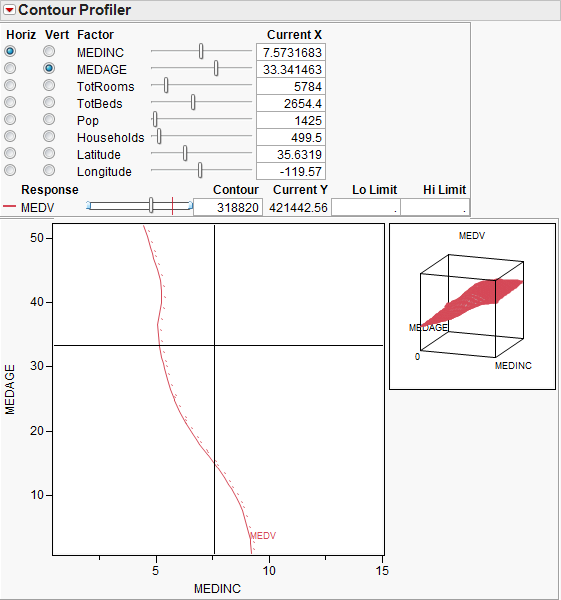 Contour Profiler
Horiz Vert Factor Current X
MEDINC 7.5731683
MEDAGE 33.341463
TotRooms 5784
TotBeds 2654.4
Pop 1425
Households 499.5
Latitude 35.6319
Longitude -119.57
Response Contour Current Y Lo Limit Hi Limit
MEDV 318820 421442.56 . .
50
40
30
20
10
MEDAGE
MEDV
5 10 15
MEDINC
MEDV
MEDAGE
0
MEDINC